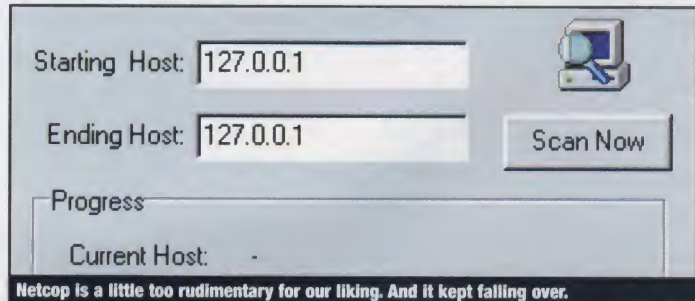 Starting Host: 127.0.0.1
Ending Host: 127.0.0.1
Scan Now
Progress
Current Host: -
Netcop is a little too rudimentary for our liking. And it kept falling over.